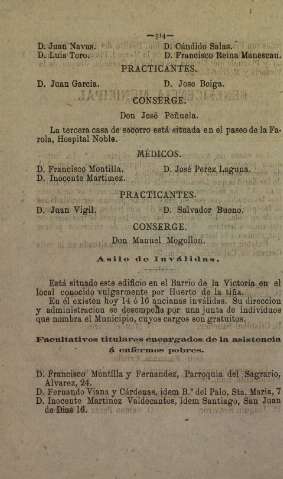 —314—
D. Juan Navas. D. Cándido Salas.
D. Luis Toro. D. Francisco Reina Manescau.
PRACTICANTES.
D. Juan García. D. Jose Boiga.
CONSERGE.
Don José Peñuela.
La tercera casa de socorro está situada en el paseo de la Fa-
rola, Hospital Noble.
MÉDICOS.
D. Francisco Montilla. D. José Perez Laguna.
D. Inocente Martinez.
PRACTICANTES.
D. Juan Vigil. D. Salvador Bueno.
CONSERGE.
Don Manuel Mogollon.
Asilo de Inválidas.
Está situado este edificio en el Barrio de la Victoria en el
local conocido vulgarmente por Huerto de la uña.
En él existen hoy 14 ó 16 ancianas inválidas. Su direccion
y administracion se desempeña por una junta de individuos
que nombra el Municipio, cuyos cargos son gratuitos.
Facultativos titulares encargados de la asistencia
á enfermos pobres.
D. Francisco Montilla y Fernandez, Parroquia del Sagrario,
Alvarez, 24.
D. Fernando Viana y Cárdenas, idem B.ª del Palo, Sta. María, 7
D. Inocente Martinez Valdecantes, idem Santiago, San Juan
de Dios 16.